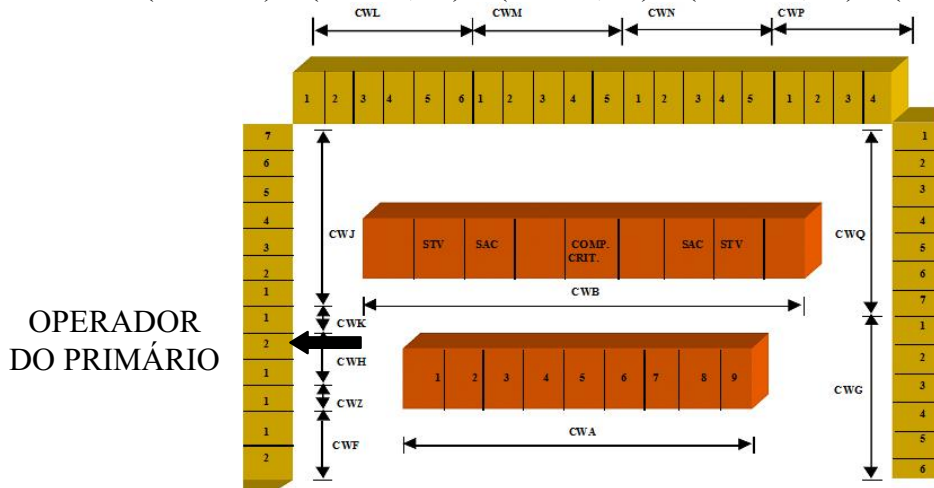 CWL CWM CWN CWP
1 2 3 4 5 6 1 2 3 4 5 1 2 3 4 5 1 2 3 4
7
6
5
4
3
2
1
1
2
1
1
1
2
CWJ
CWK
CWH
CWZ
CWF
STV SAC COMP. CRIT. SAC STV
CWB
1 2 3 4 5 6 7 8 9
CWA
CWQ
CWG
1
2
3
4
5
6
7
1
2
3
4
5
6
OPERADOR
DO PRIMÁRIO